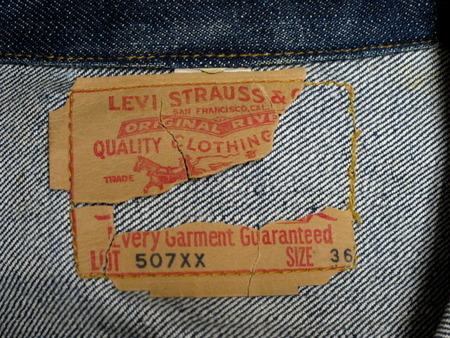 LEVI STRAUSS &
SAN FRANCISCO, CAL.
ORIGINAL RIVE
QUALITY CLOTHING
TRADE
Every Garment Guaranteed
LOT 507XX SIZE 36